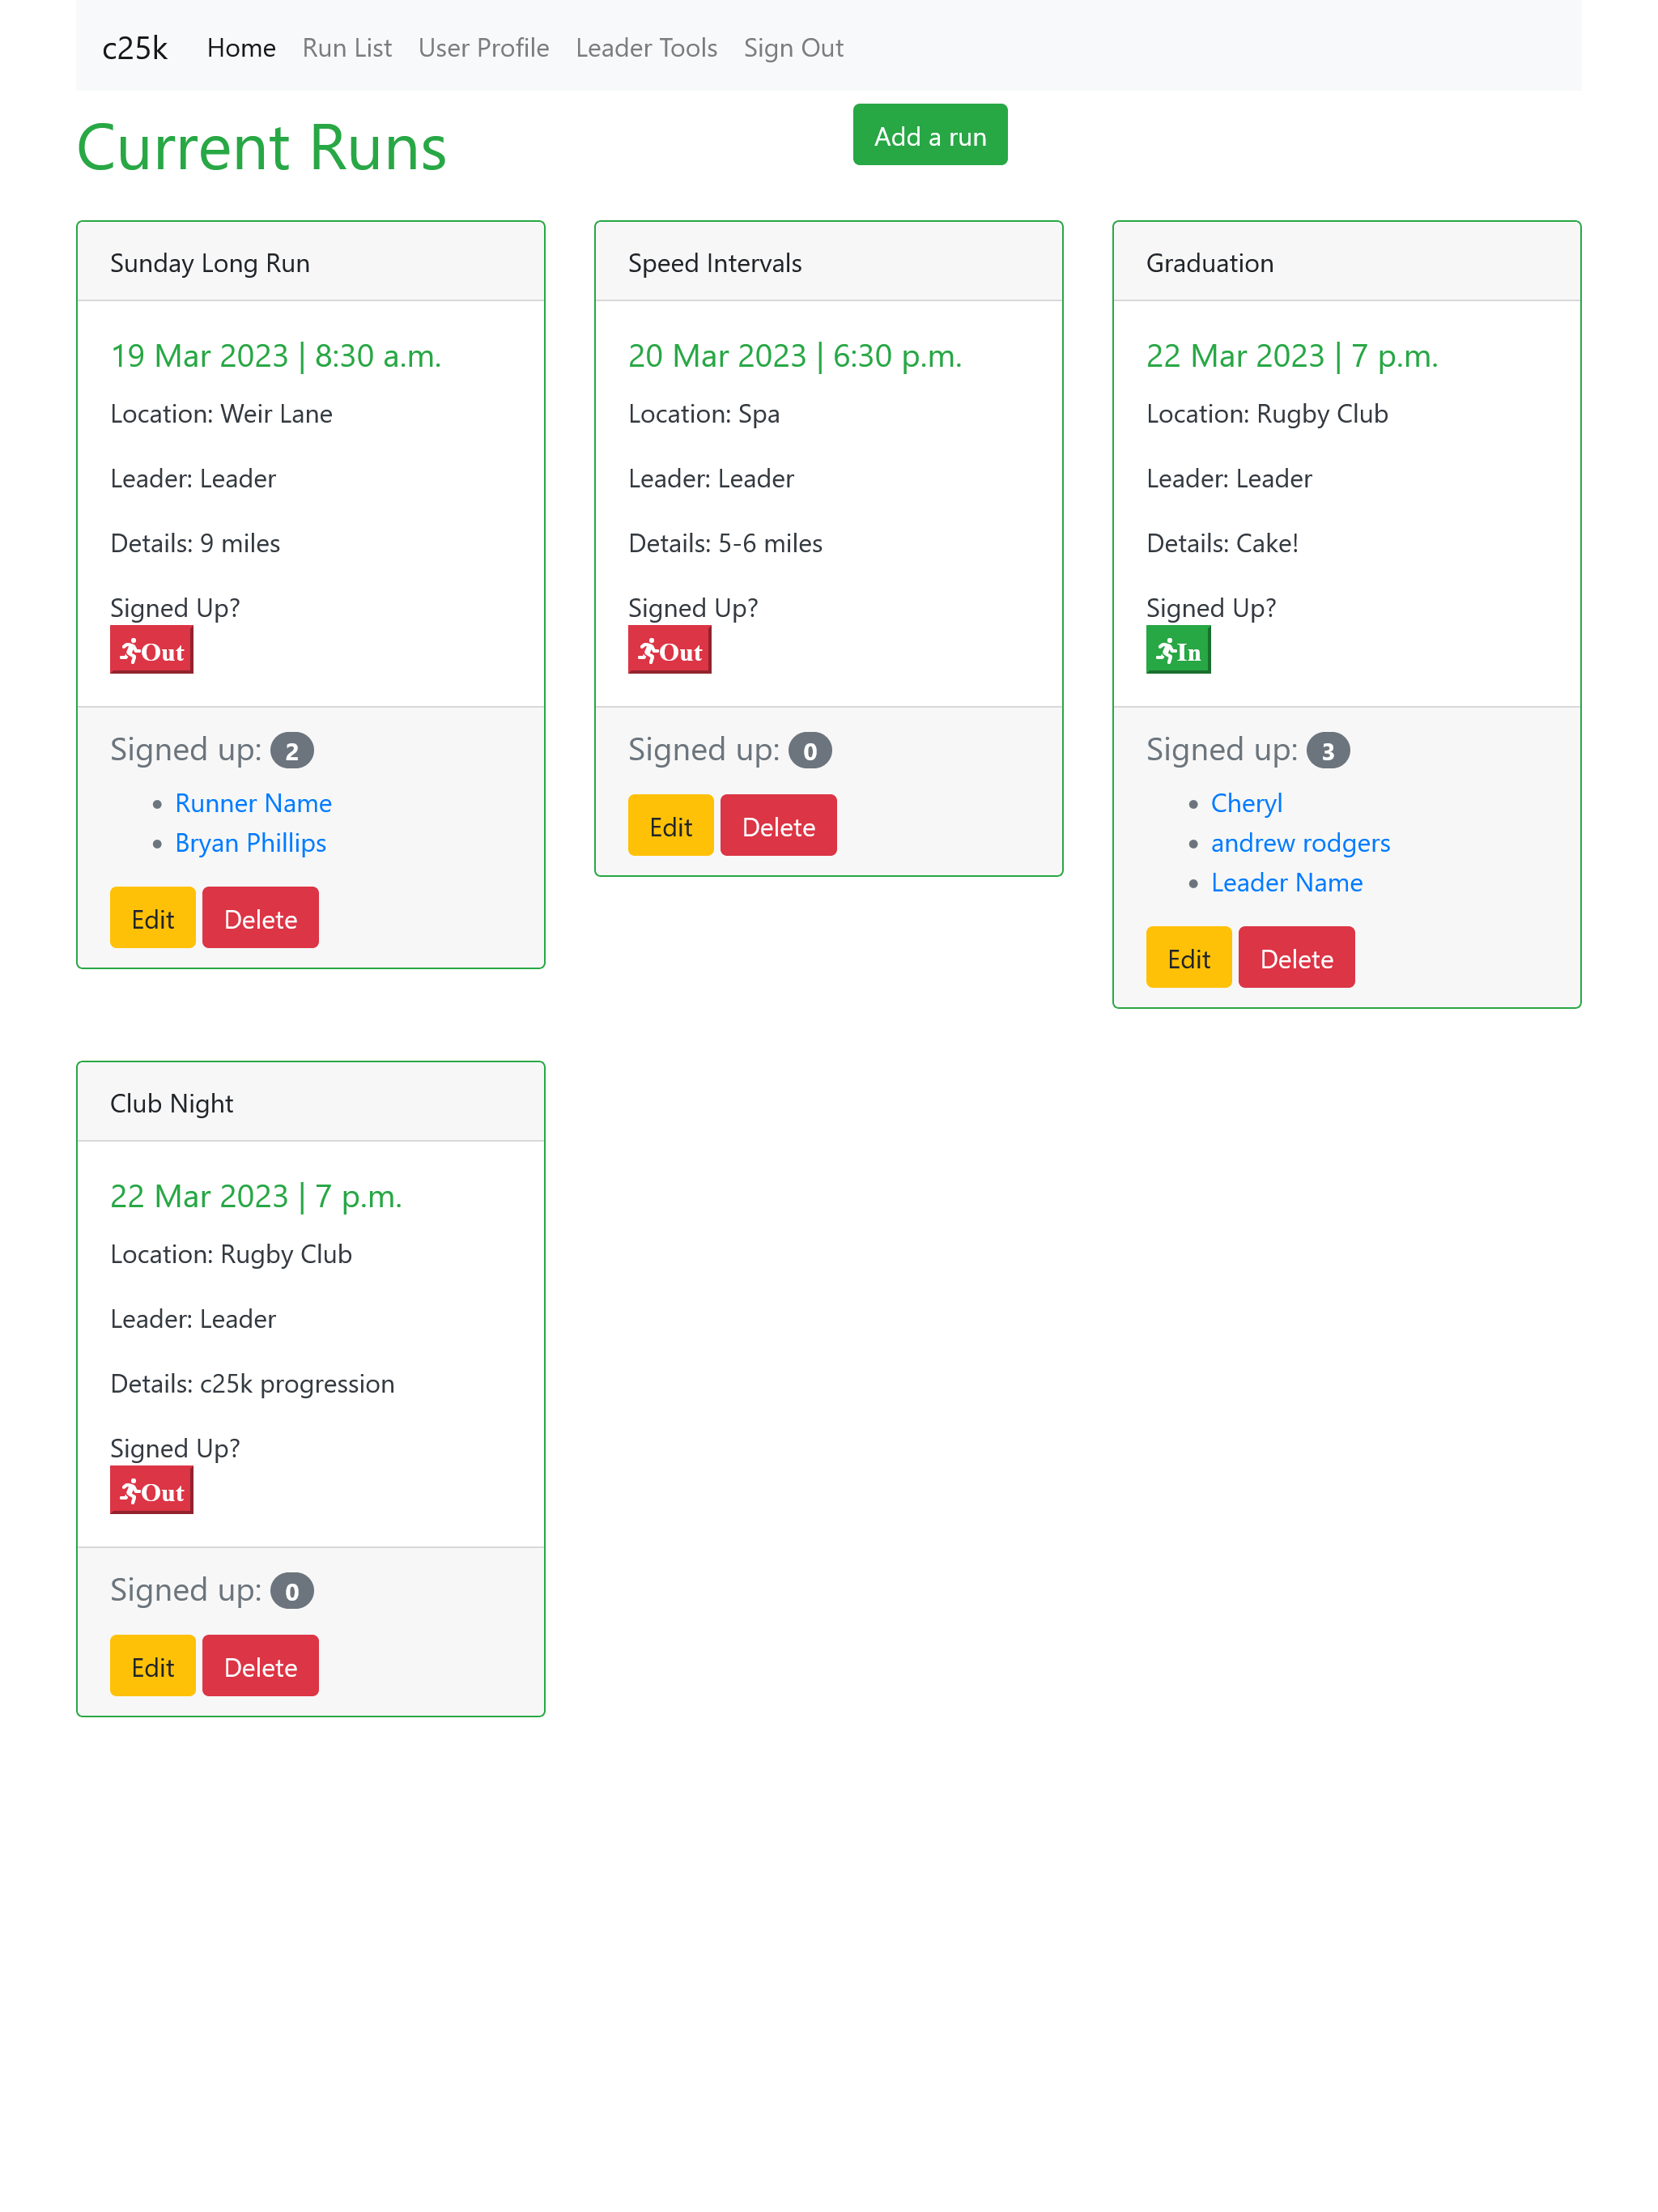 c25k Home Run List User Profile Leader Tools Sign Out
Current Runs
Add a run
Sunday Long Run
19 Mar 2023 | 8:30 a.m.
Location: Weir Lane
Leader: Leader
Details: 9 miles
Signed Up?
Out
Signed up: 2
Runner Name
Bryan Phillips
Edit Delete
Speed Intervals
20 Mar 2023 | 6:30 p.m.
Location: Spa
Leader: Leader
Details: 5-6 miles
Signed Up?
Out
Signed up: 0
Edit Delete
Graduation
22 Mar 2023 | 7 p.m.
Location: Rugby Club
Leader: Leader
Details: Cake!
Signed Up?
In
Signed up: 3
Cheryl
andrew rodgers
Leader Name
Edit Delete
Club Night
22 Mar 2023 | 7 p.m.
Location: Rugby Club
Leader: Leader
Details: c25k progression
Signed Up?
Out
Signed up: 0
Edit Delete